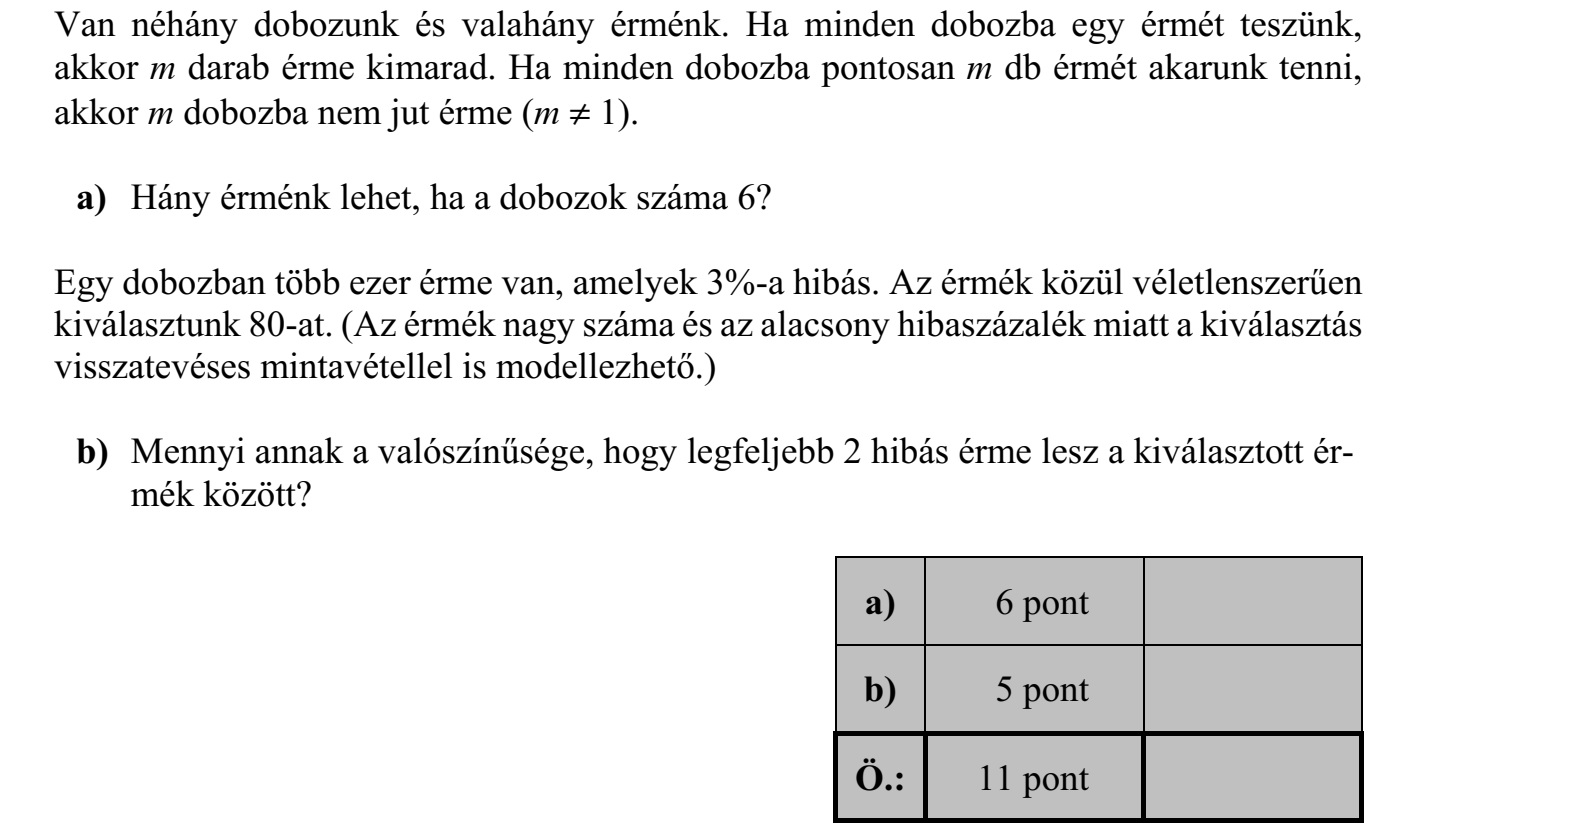 Van néhány dobozunk és valahány érménk. Ha minden dobozba egy érmét teszünk,
akkor m darab érme kimarad. Ha minden dobozba pontosan m db érmét akarunk tenni,
akkor m dobozba nem jut érme (m ≠ 1).
a) Hány érménk lehet, ha a dobozok száma 6?
Egy dobozban több ezer érme van, amelyek 3%-a hibás. Az érmék közül véletlenszerűen
kiválasztunk 80-at. (Az érmék nagy száma és az alacsony hibaszázalék miatt a kiválasztás
visszatevéses mintavétellel is modellezhető.)
b) Mennyi annak a valószínűsége, hogy legfeljebb 2 hibás érme lesz a kiválasztott ér-
mék között?
a) 6 pont
b) 5 pont
Ö.: 11 pont